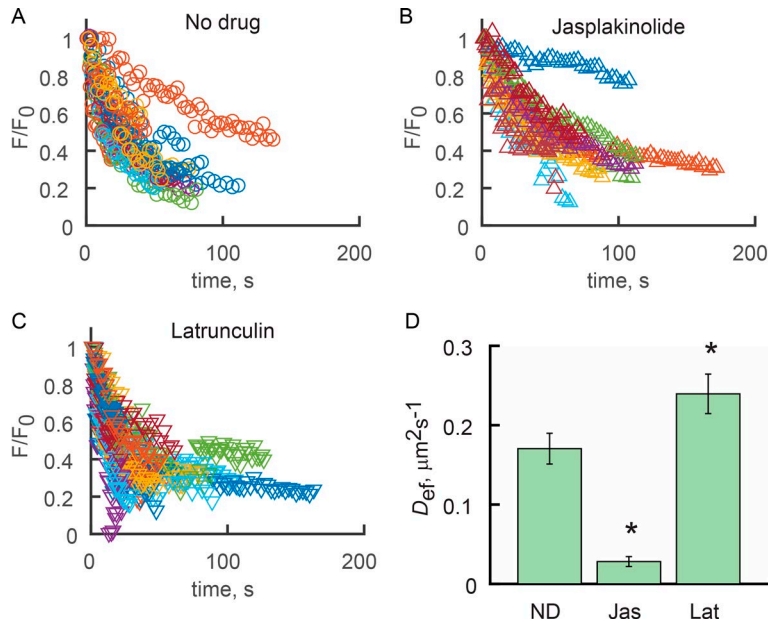 A
No drug
1
0.8
0.6
0.4
0.2
0
F/F0
0
100
200
time, s
B
Jasplakinolide
1
0.8
0.6
0.4
0.2
0
F/F0
0
100
200
time, s
C
Latrunculin
1
0.8
0.6
0.4
0.2
0
F/F0
0
100
200
time, s
D
0.3
0.2
0.1
0
Def, μm2s-1
*
*
ND
Jas
Lat